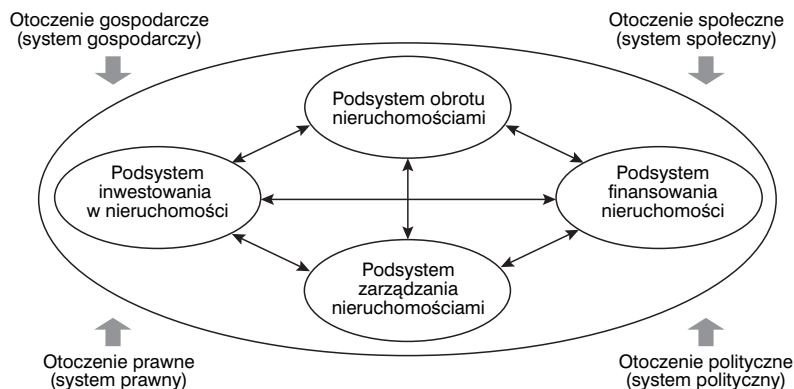 Otoczenie gospodarcze
(system gospodarczy)
Otoczenie społeczne
(system społeczny)
Podsystem obrotu
nieruchomościami
Podsystem
inwestowania
w nieruchomości
Podsystem
finansowania
nieruchomości
Podsystem
zarządzania
nieruchomościami
Otoczenie prawne
(system prawny)
Otoczenie polityczne
(system polityczny)